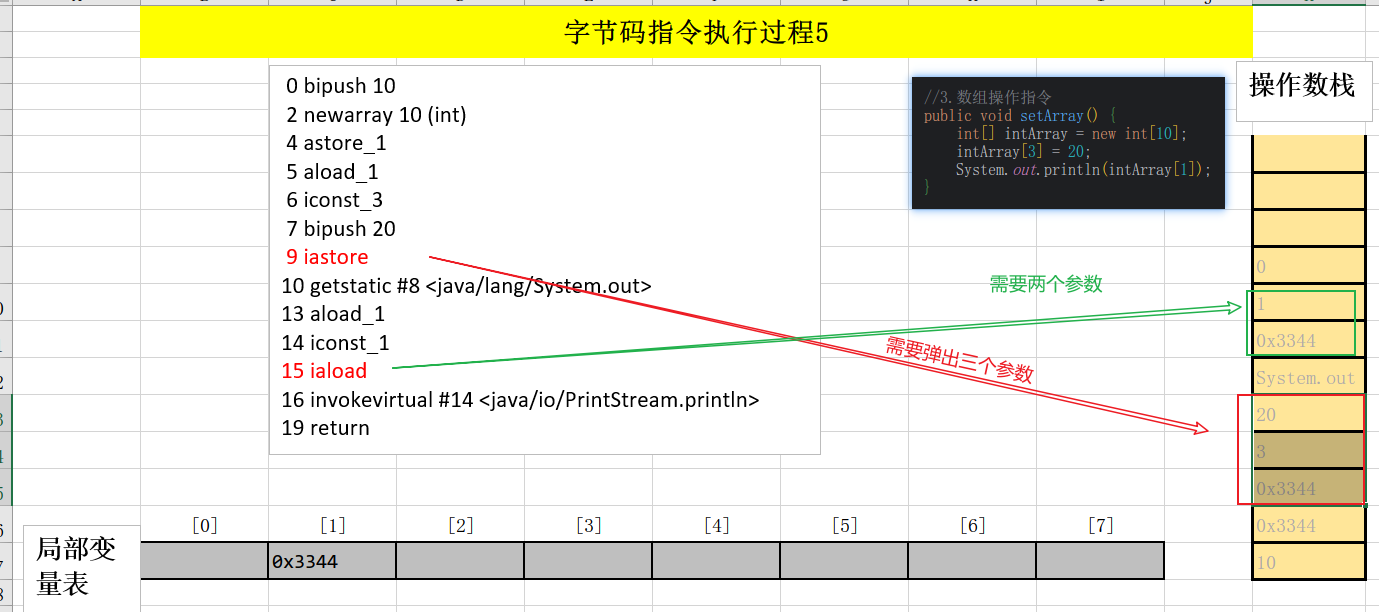 字节码指令执行过程5
0 bipush 10
2 newarray 10 (int)
4 astore_1
5 aload_1
6 iconst_3
7 bipush 20
9 iastore
10 getstatic #8 <java/lang/System.out>
13 aload_1
14 iconst_1
15 iaload
16 invokevirtual #14 <java/io/PrintStream.println>
19 return
//3.数组操作指令
public void setArray() {
int[] intArray = new int[10];
intArray[3] = 20;
System.out.println(intArray[1]);
}
操作数栈
需要两个参数
需要弹出三个参数
0
1
0x3344
System.out
20
3
0x3344
0x3344
10
[0] [1] [2] [3] [4] [5] [6] [7]
局部变
量表
0x3344